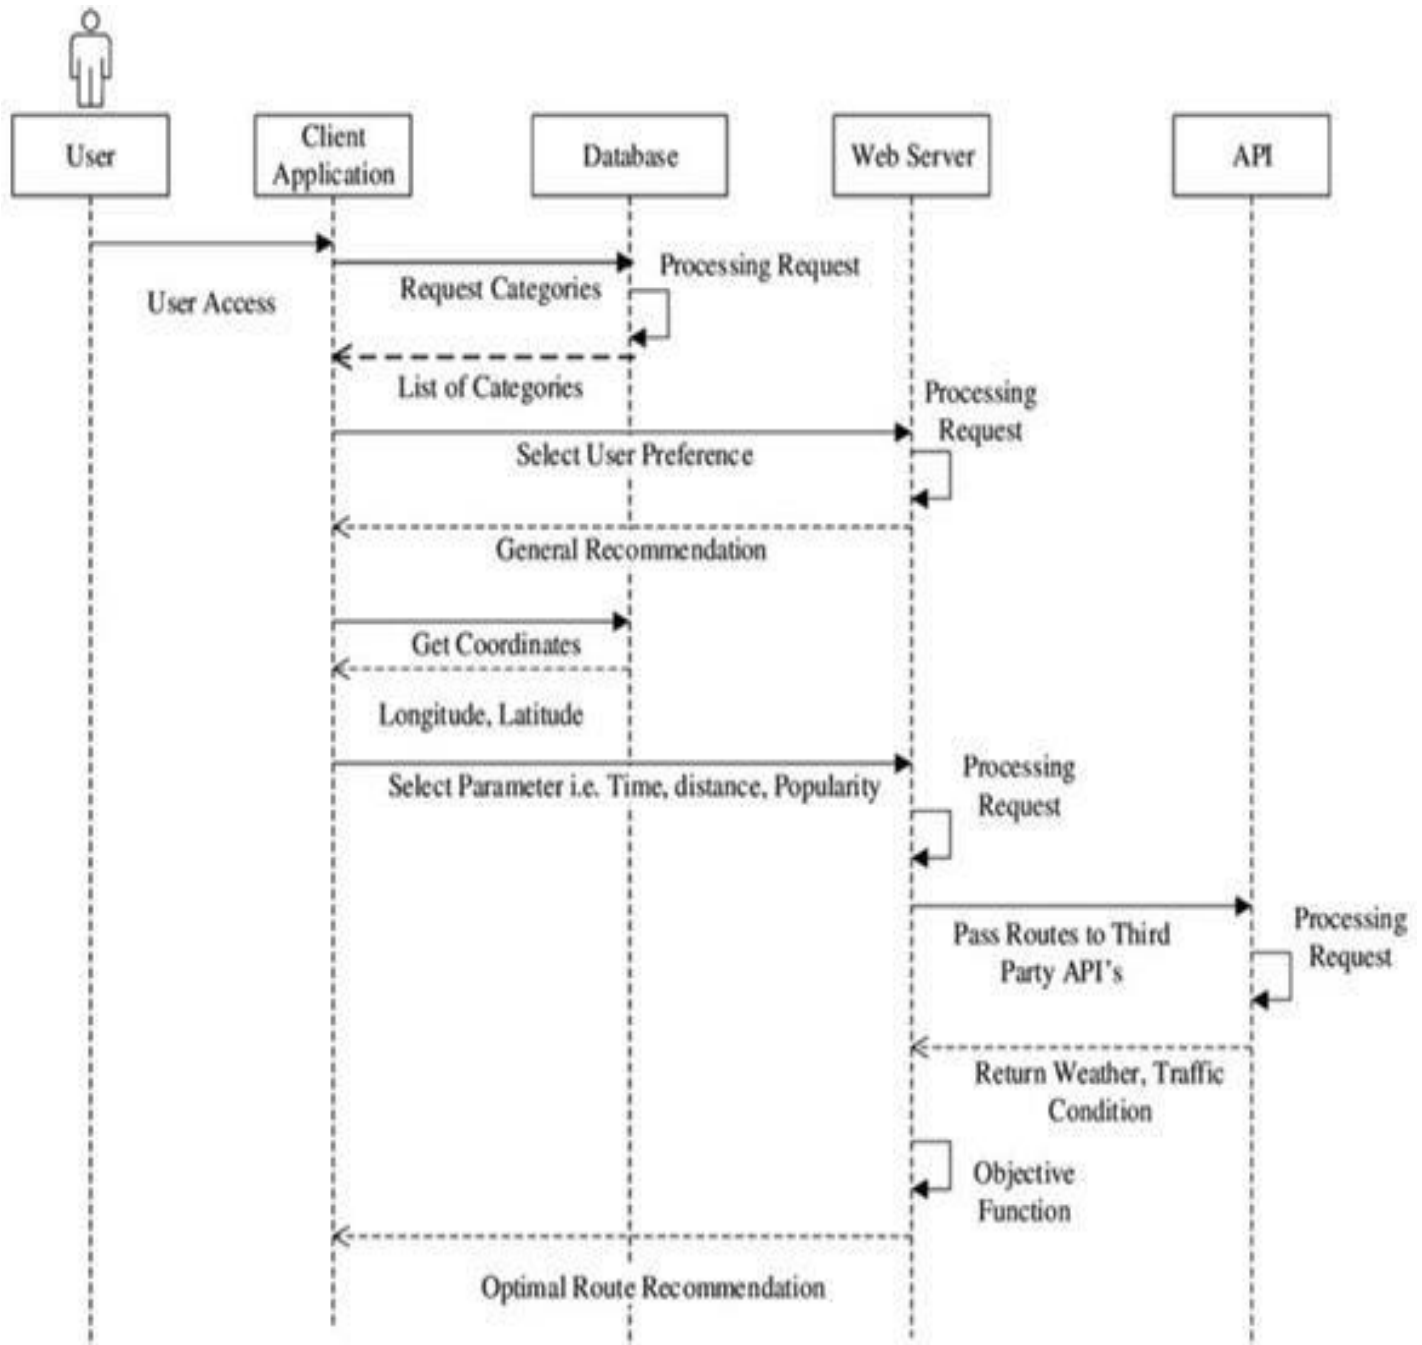 User
Client
Application
Database
Web Server
API
User Access
Request Categories
Processing Request
List of Categories
Processing
Request
Select User Preference
General Recommendation
Get Coordinates
Longitude, Latitude
Select Parameter i.e. Time, distance, Popularity
Processing
Request
Pass Routes to Third
Party API's
Processing
Request
Return Weather, Traffic
Condition
Objective
Function
Optimal Route Recommendation